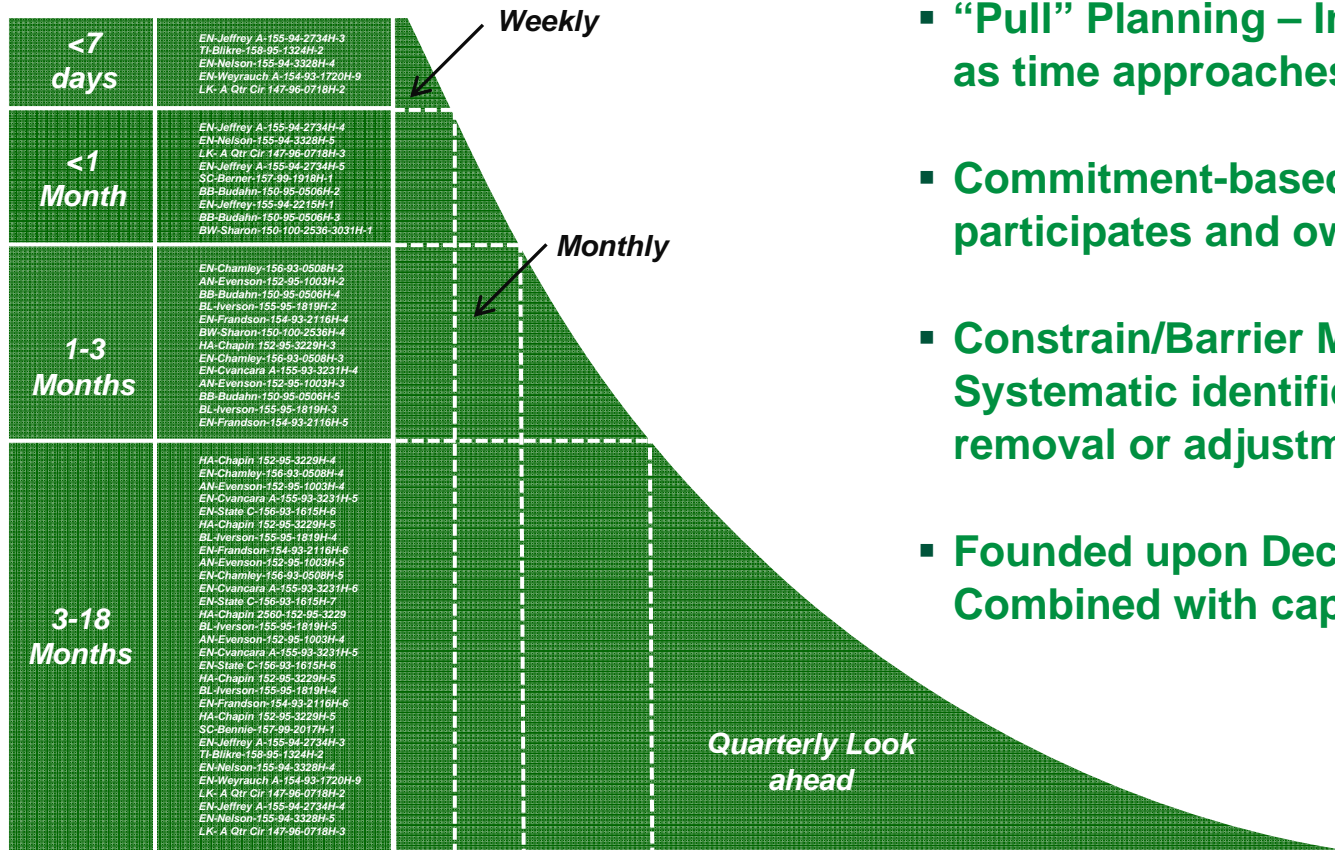 <7
days
EN-Jeffrey A-155-94-2734H-3
TI-Blikre-158-95-1324H-2
EN-Nelson-155-94-3328H-4
EN-Weyrauch A-154-93-1720H-9
LK- A Qtr Cir 147-96-0718H-2
<1
Month
EN-Jeffrey A-155-94-2734H-4
EN-Nelson-155-94-3328H-5
LK- A Qtr Cir 147-96-0718H-3
EN-Jeffrey A-155-94-2734H-5
SC-Berner-157-99-1918H-1
BB-Budahn-150-95-0506H-2
EN-Jeffrey-155-94-2215H-1
BB-Budahn-150-95-0506H-3
BW-Sharon-150-100-2536-3031H-1
1-3
Months
EN-Chamley-156-93-0508H-2
AN-Evenson-152-95-1003H-2
BB-Budahn-150-95-0506H-4
BL-Iverson-155-95-1819H-2
EN-Frandson-154-93-2116H-4
BW-Sharon-150-100-2536H-4
HA-Chapin 152-95-3229H-3
EN-Chamley-156-93-0508H-3
EN-Cvancara A-155-93-3231H-4
AN-Evenson-152-95-1003H-3
BB-Budahn-150-95-0506H-5
BL-Iverson-155-95-1819H-3
EN-Frandson-154-93-2116H-5
3-18
Months
HA-Chapin 152-95-3229H-4
EN-Chamley-156-93-0508H-4
AN-Evenson-152-95-1003H-4
EN-Cvancara A-155-93-3231H-5
EN-State C-156-93-1615H-6
HA-Chapin 152-95-3229H-5
BL-Iverson-155-95-1819H-4
EN-Frandson-154-93-2116H-6
AN-Evenson-152-95-1003H-5
EN-Chamley-156-93-0508H-5
EN-Cvancara A-155-93-3231H-6
EN-State C-156-93-1615H-7
HA-Chapin 2560-152-95-3229
BL-Iverson-155-95-1819H-5
AN-Evenson-152-95-1003H-4
EN-Cvancara A-155-93-3231H-5
EN-State C-156-93-1615H-6
HA-Chapin 152-95-3229H-5
BL-Iverson-155-95-1819H-4
EN-Frandson-154-93-2116H-6
HA-Chapin 152-95-3229H-5
SC-Bennie-157-99-2017H-1
EN-Jeffrey A-155-94-2734H-3
TI-Blikre-158-95-1324H-2
EN-Nelson-155-94-3328H-4
EN-Weyrauch A-154-93-1720H-9
LK- A Qtr Cir 147-96-0718H-2
EN-Jeffrey A-155-94-2734H-4
EN-Nelson-155-94-3328H-5
LK- A Qtr Cir 147-96-0718H-3
Weekly
Monthly
Quarterly Look
ahead
▪ “Pull” Planning – In
as time approaches
▪ Commitment-based
participates and ow
▪ Constrain/Barrier M
Systematic identific
removal or adjustm
▪ Founded upon Dec
Combined with cap